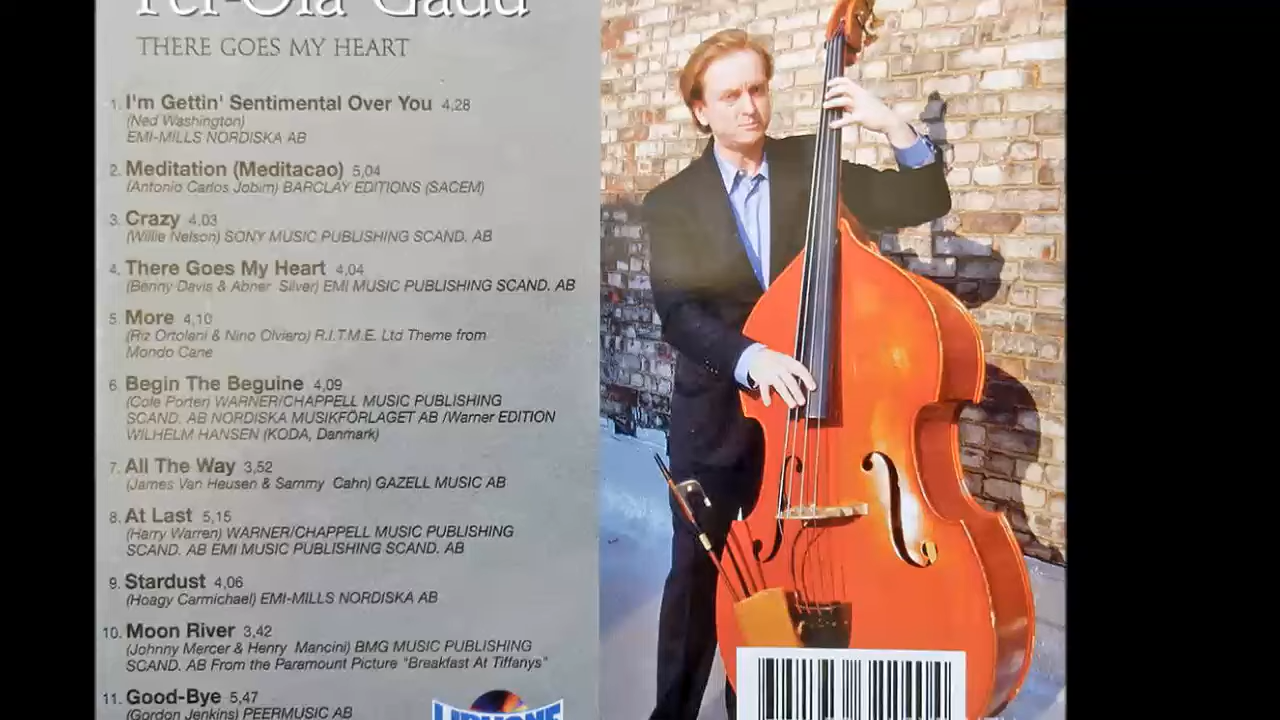 Per-Ola Gadd
THERE GOES MY HEART
1. I'm Gettin' Sentimental Over You 4,28
(Ned Washington)
EMI-MILLS NORDISKA AB
2. Meditation (Meditacao) 5,04
(Antonio Carlos Jobim) BARCLAY EDITIONS (SACEM)
3. Crazy 4,03
(Willie Nelson) SONY MUSIC PUBLISHING SCAND. AB
4. There Goes My Heart 4,04
(Benny Davis & Abner Silver) EMI MUSIC PUBLISHING SCAND. AB
5. More 4,10
(Riz Ortolani & Nino Olviero) R.I.T.M.E. Ltd Theme from
Mondo Cane
6. Begin The Beguine 4,09
(Cole Porter) WARNER/CHAPPELL MUSIC PUBLISHING
SCAND. AB NORDISKA MUSIKFÖRLAGET AB /Warner EDITION
WILHELM HANSEN (KODA, Danmark)
7. All The Way 3,52
(James Van Heusen & Sammy Cahn) GAZELL MUSIC AB
8. At Last 5,15
(Harry Warren) WARNER/CHAPPELL MUSIC PUBLISHING
SCAND. AB EMI MUSIC PUBLISHING SCAND. AB
9. Stardust 4,06
(Hoagy Carmichael) EMI-MILLS NORDISKA AB
10. Moon River 3,42
(Johnny Mercer & Henry Mancini) BMG MUSIC PUBLISHING
SCAND. AB From the Paramount Picture "Breakfast At Tiffanys"
11. Good-Bye 5,47
(Gordon Jenkins) PEERMUSIC AB